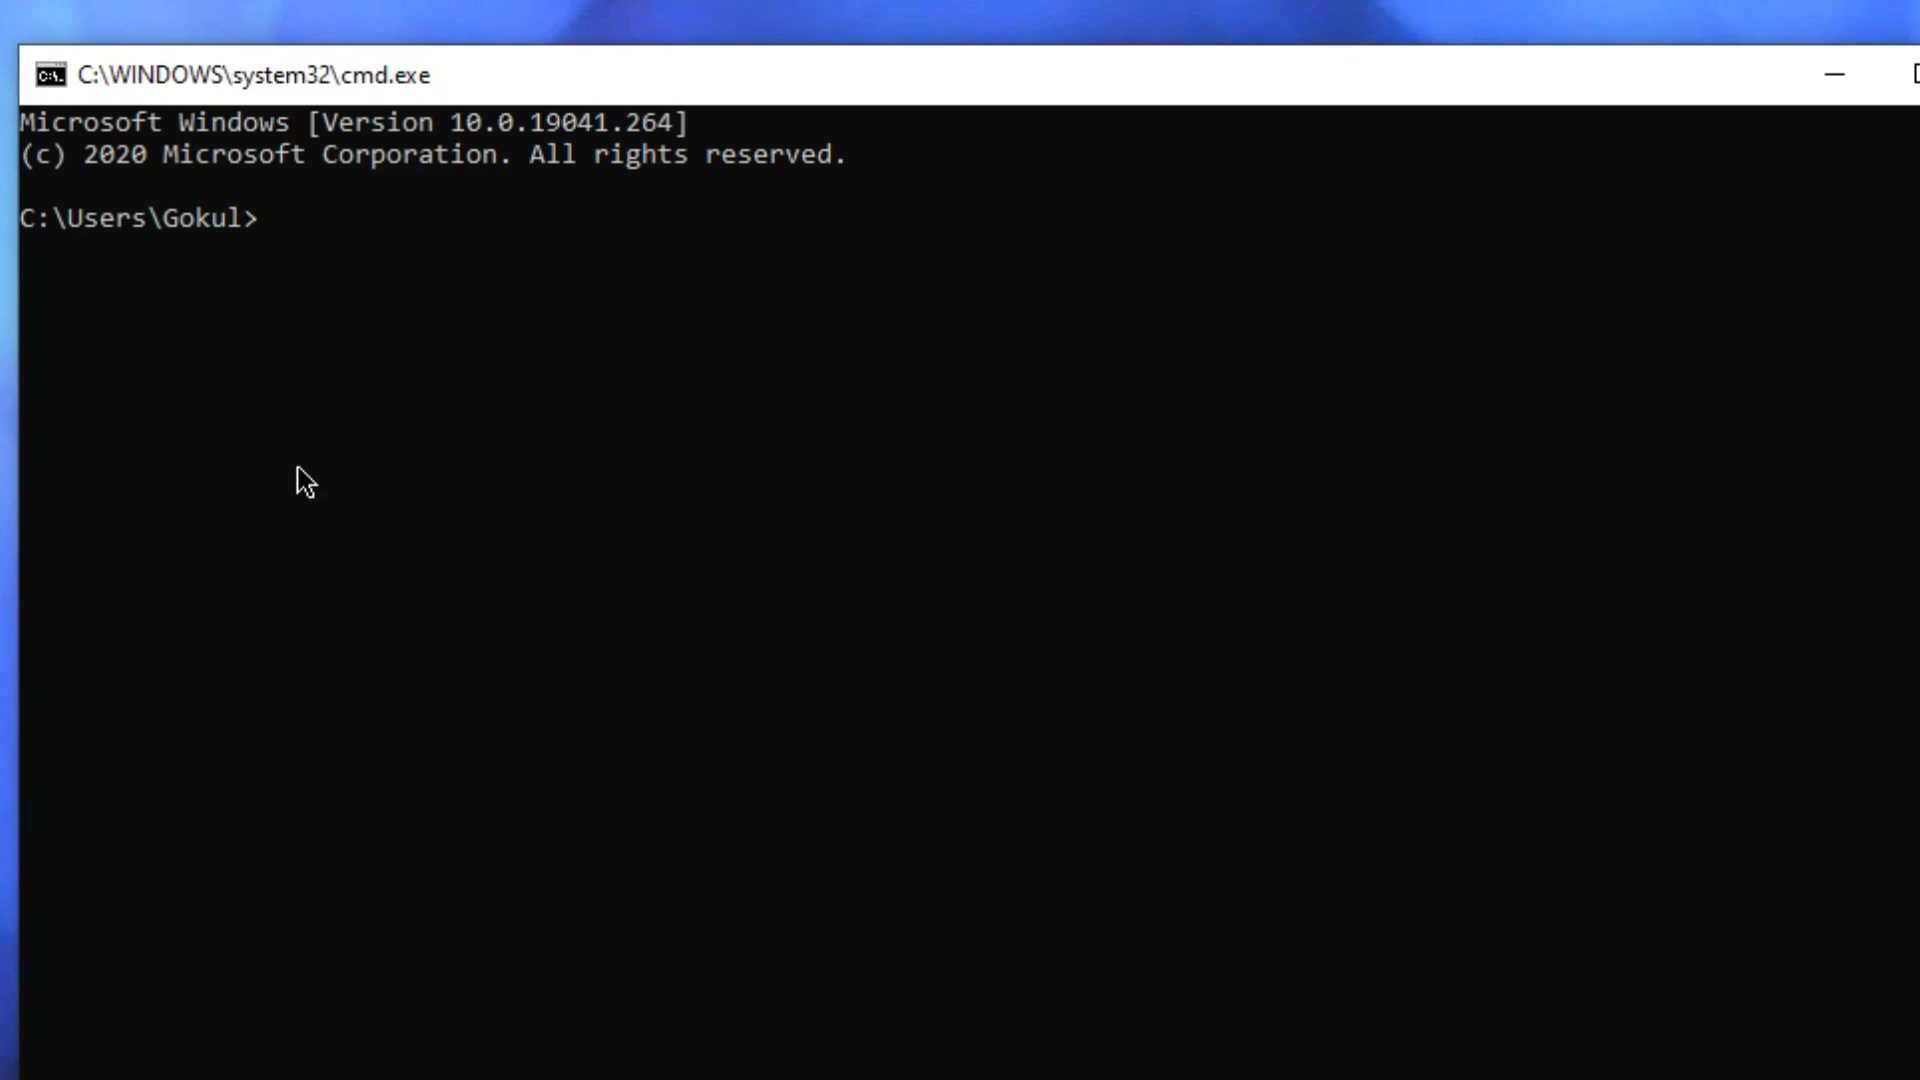 C:\WINDOWS\system32\cmd.exe
Microsoft Windows [Version 10.0.19041.264]
(c) 2020 Microsoft Corporation. All rights reserved.
C:\Users\Gokul>